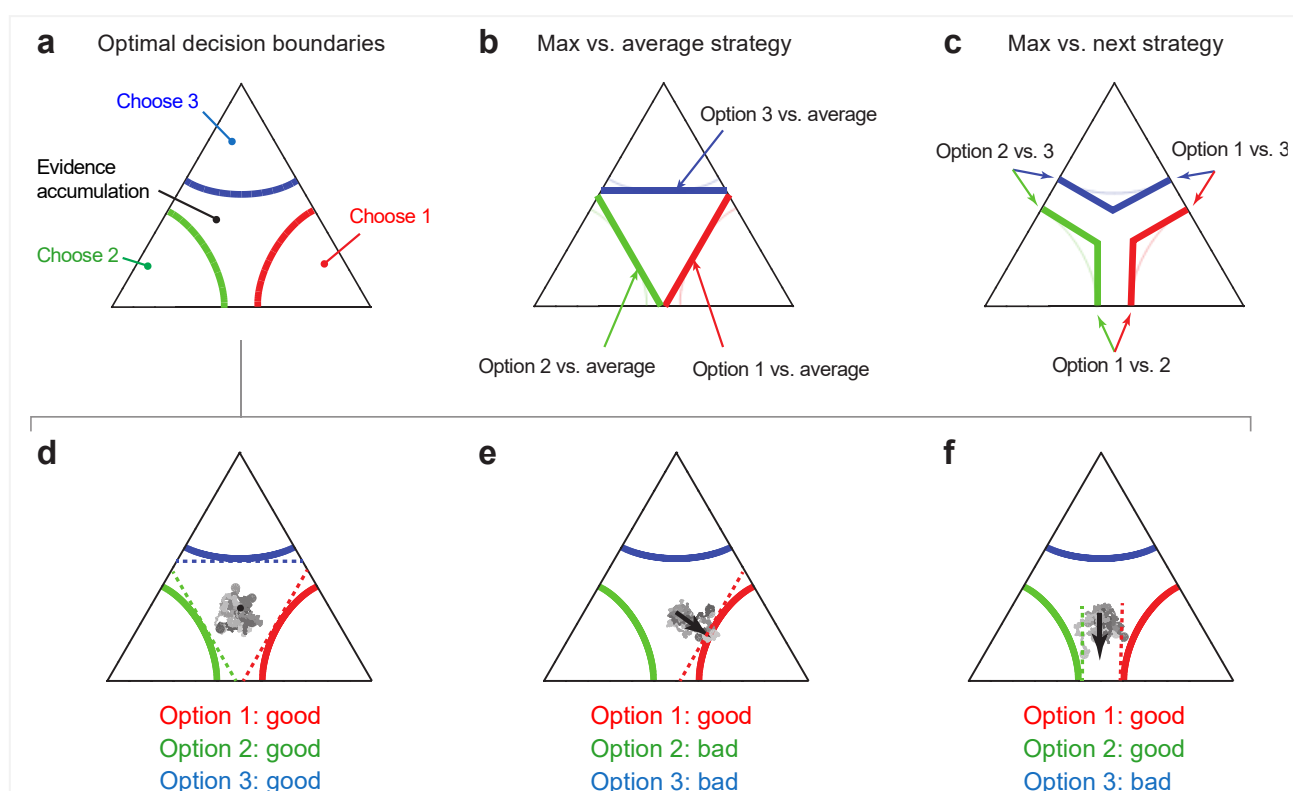 a Optimal decision boundaries
b Max vs. average strategy
c Max vs. next strategy
Choose 3
Evidence
accumulation
Choose 1
Choose 2
Option 3 vs. average
Option 2 vs. average
Option 1 vs. average
Option 2 vs. 3
Option 1 vs. 3
Option 1 vs. 2
d
e
f
Option 1: good
Option 2: good
Option 3: good
Option 1: good
Option 2: bad
Option 3: bad
Option 1: good
Option 2: good
Option 3: bad